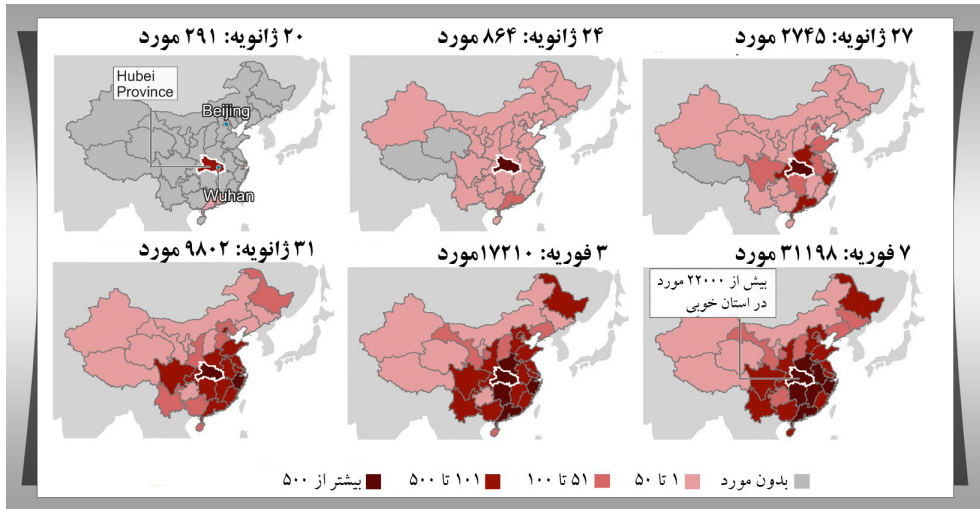 ۲۰ ژانویه: ۲۹۱ مورد
۲۴ ژانویه: ۸۶۴ مورد
۲۷ ژانویه: ۲۷۴۵ مورد
Hubei
Province
Beijing
Wuhan
۳۱ ژانویه: ۹۸۰۲ مورد
۳ فوریه: ۱۷۲۱۰مورد
۷ فوریه: ۳۱۱۹۸ مورد
بیش از ۲۲۰۰۰ مورد
در استان خوبِی
بدون مورد
۱ تا ۵۰
۵۱ تا ۱۰۰
۱۰۱ تا ۵۰۰
بیشتر از ۵۰۰